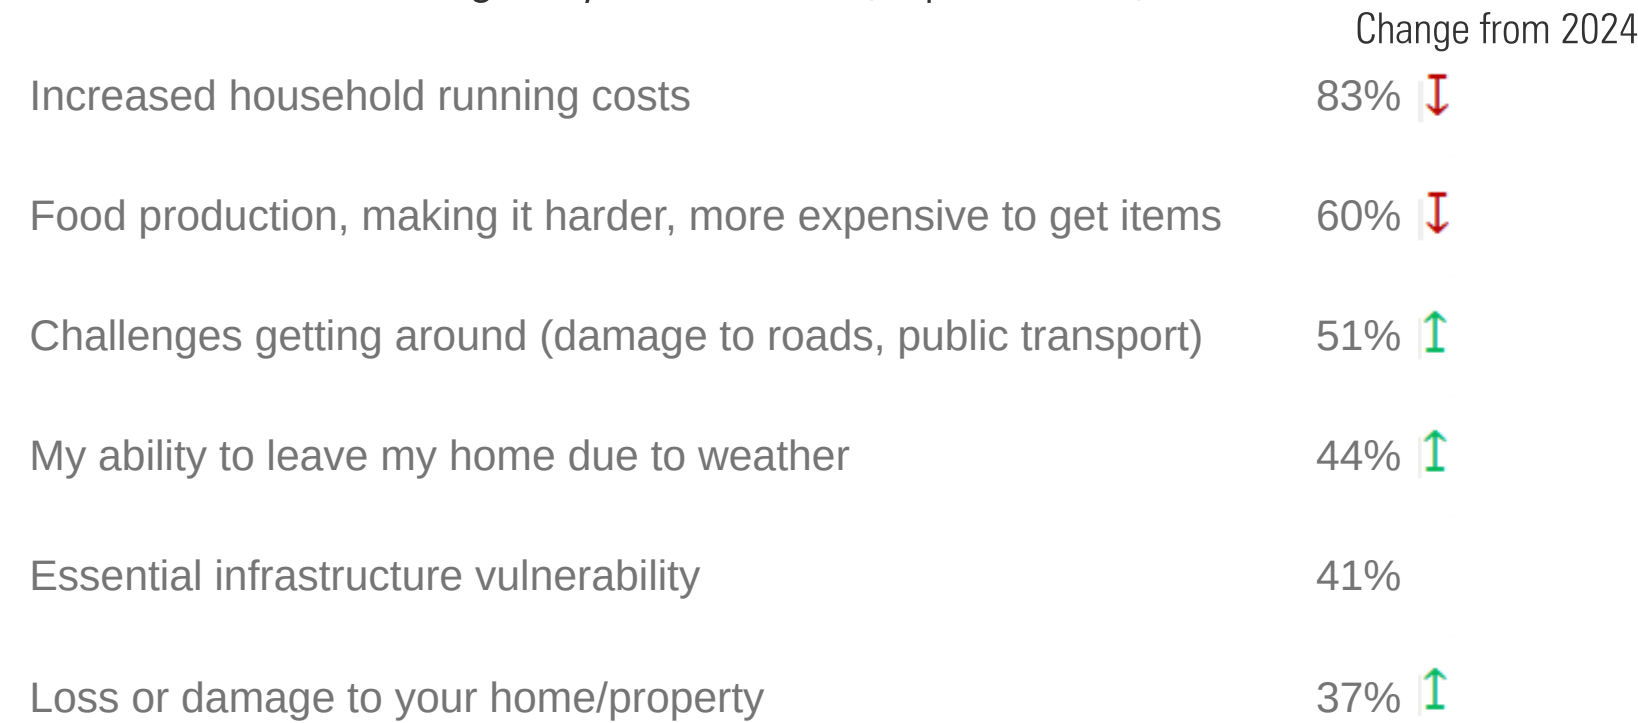 Change from 2024
Increased household running costs 83%
Food production, making it harder, more expensive to get items 60%
Challenges getting around (damage to roads, public transport) 51%
My ability to leave my home due to weather 44%
Essential infrastructure vulnerability 41%
Loss or damage to your home/property 37%